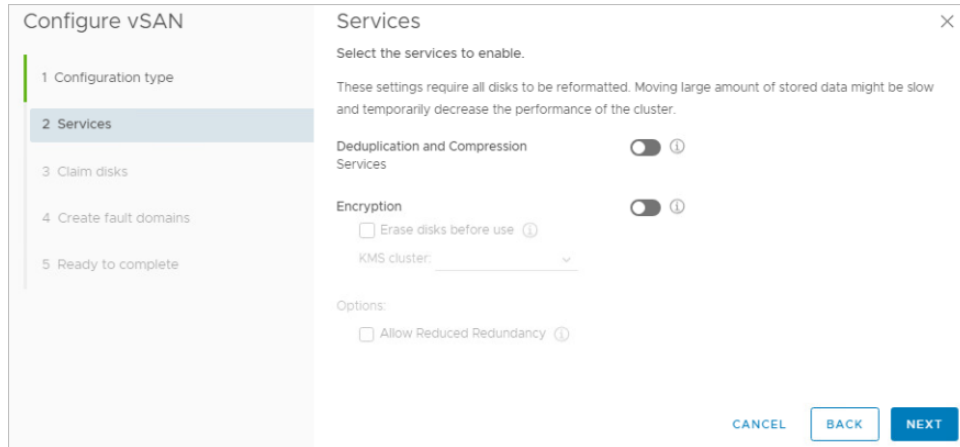 Configure vSAN
1 Configuration type
2 Services
3 Claim disks
4 Create fault domains
5 Ready to complete
Services
Select the services to enable.
These settings require all disks to be reformatted. Moving large amount of stored data might be slow
and temporarily decrease the performance of the cluster.
Deduplication and Compression
Services
Encryption
Erase disks before use
KMS cluster:
Options:
Allow Reduced Redundancy
CANCEL
BACK
NEXT